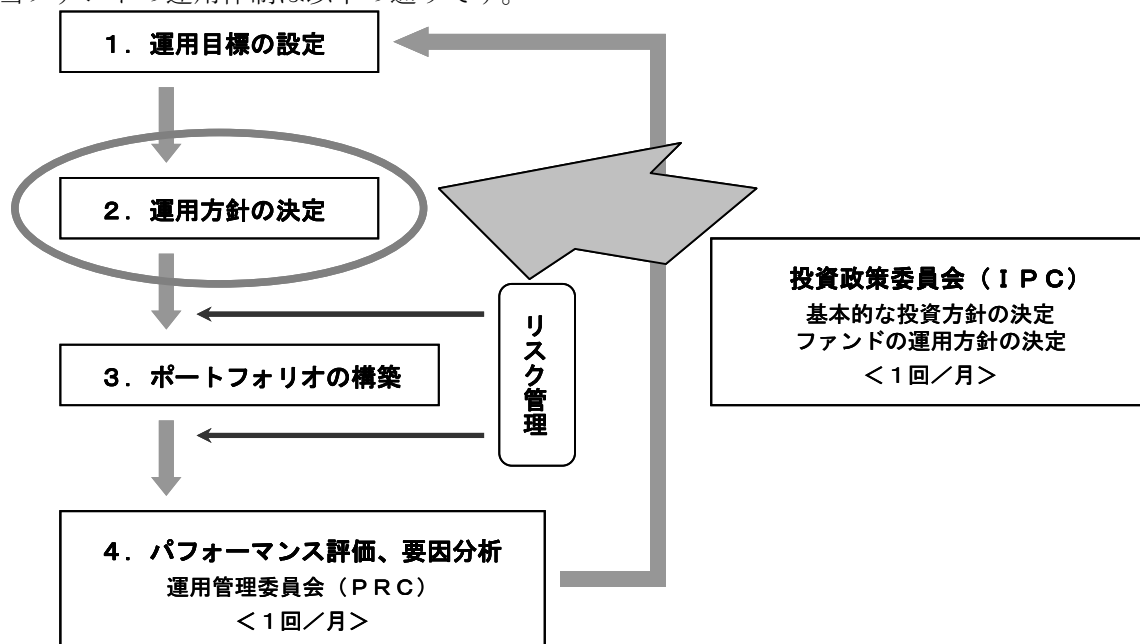 当ファンドの運用体制は以下の通りです。
１．運用目標の設定
２．運用方針の決定
投資政策委員会（ＩＰＣ）
基本的な投資方針の決定
ファンドの運用方針の決定
＜１回／月＞
リスク管理
３．ポートフォリオの構築
４．パフォーマンス評価、要因分析
運用管理委員会（ＰＲＣ）
＜１回／月＞